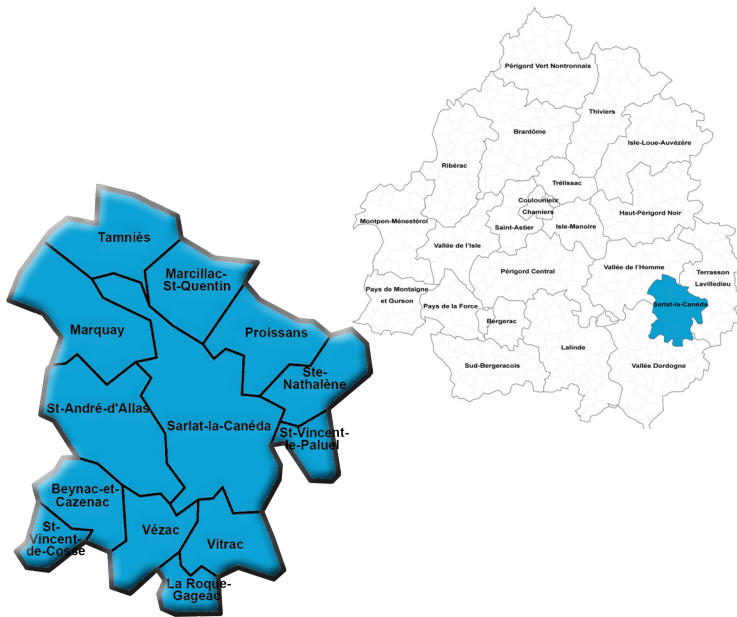 Tamniès
Marcillac-
St-Quentin
Marquay
Proissans
Ste-
Nathalène
St-André-d'Allas
Sarlat-la-Canéda
St-Vincent-
le-Paluel
Beynac-et-
Cazenac
St-
Vincent-
de-Cosse
Vézac
Vitrac
La Roque-
Gageac
Périgord Vert Nontronnais
Thiviers
Brantôme
Isle-Loue-Auvézère
Ribérac
Trélissac
Coulounieix
Chamiers
Haut-Périgord Noir
Montpon-Ménestérol
Saint-Astier
Isle-Manoire
Vallée de l'Isle
Périgord Central
Vallée de l'Homme
Terrasson
Lavilledieu
Pays de Montaigne
et Gurson
Pays de la Force
Sarlat-la-Canéda
Bergerac
Lalinde
Sud-Bergeracois
Vallée Dordogne